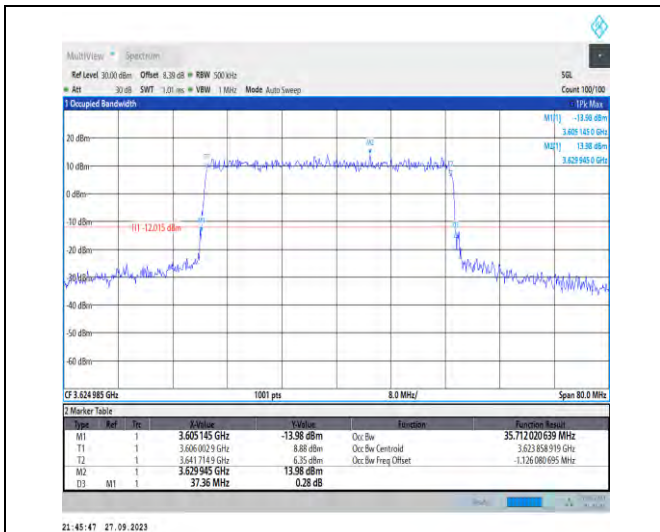 MultiView Spectrum
Ref Level 30.00 dBm Offset 8.39 dB RBW 500 kHz SGL
Att 30 dB SWT 1.01 ms VBW 1 MHz Mode Auto Sweep Count 100/100
1 Occupied Bandwidth 1Pk Max
M1[1] -13.98 dBm
3.605 145 0 GHz
M2[1] 13.98 dBm
3.629 945 0 GHz
M2
20 dBm
10 dBm
0 dBm
-10 dBm
H1 -12.015 dBm
-20 dBm
-30 dBm
-40 dBm
-50 dBm
-60 dBm
CF 3.624 985 GHz 1001 pts 8.0 MHz/ Span 80.0 MHz
2 Marker Table
Type Ref Trc X-Value Y-Value Function Function Result
M1 1 3.605 145 GHz -13.98 dBm Occ Bw 35.712 020 639 MHz
T1 1 3.606 002 9 GHz 8.88 dBm Occ Bw Centroid 3.623 858 919 GHz
T2 1 3.641 714 9 GHz 6.35 dBm Occ Bw Freq Offset -1.126 080 695 MHz
M2 1 3.629 945 GHz 13.98 dBm
D3 M1 1 37.36 MHz 0.28 dB
21:45:47 27.09.2023